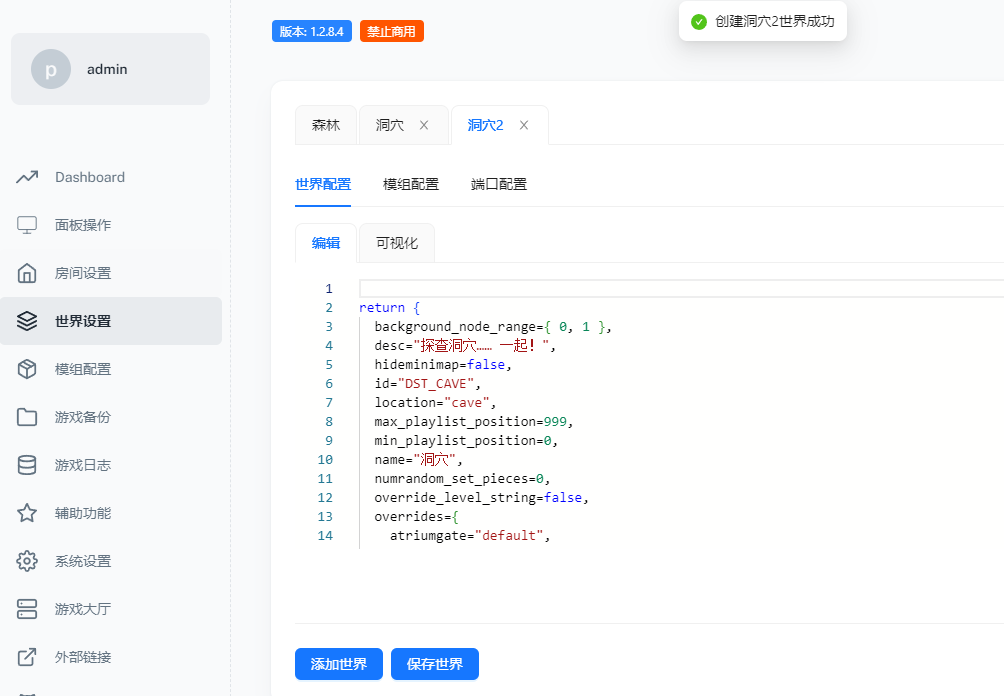 版本: 1.2.8.4 禁止商用
创建洞穴2世界成功
p admin
森林 洞穴 洞穴2
Dashboard
面板操作
房间设置
世界设置
模组配置
游戏备份
游戏日志
辅助功能
系统设置
游戏大厅
外部链接
世界配置 模组配置 端口配置
编辑 可视化
1
2 return {
3 background_node_range={ 0, 1 },
4 desc="探查洞穴…… 一起！",
5 hideminimap=false,
6 id="DST_CAVE",
7 location="cave",
8 max_playlist_position=999,
9 min_playlist_position=0,
10 name="洞穴",
11 numrandom_set_pieces=0,
12 override_level_string=false,
13 overrides={
14 atriumgate="default",
添加世界 保存世界